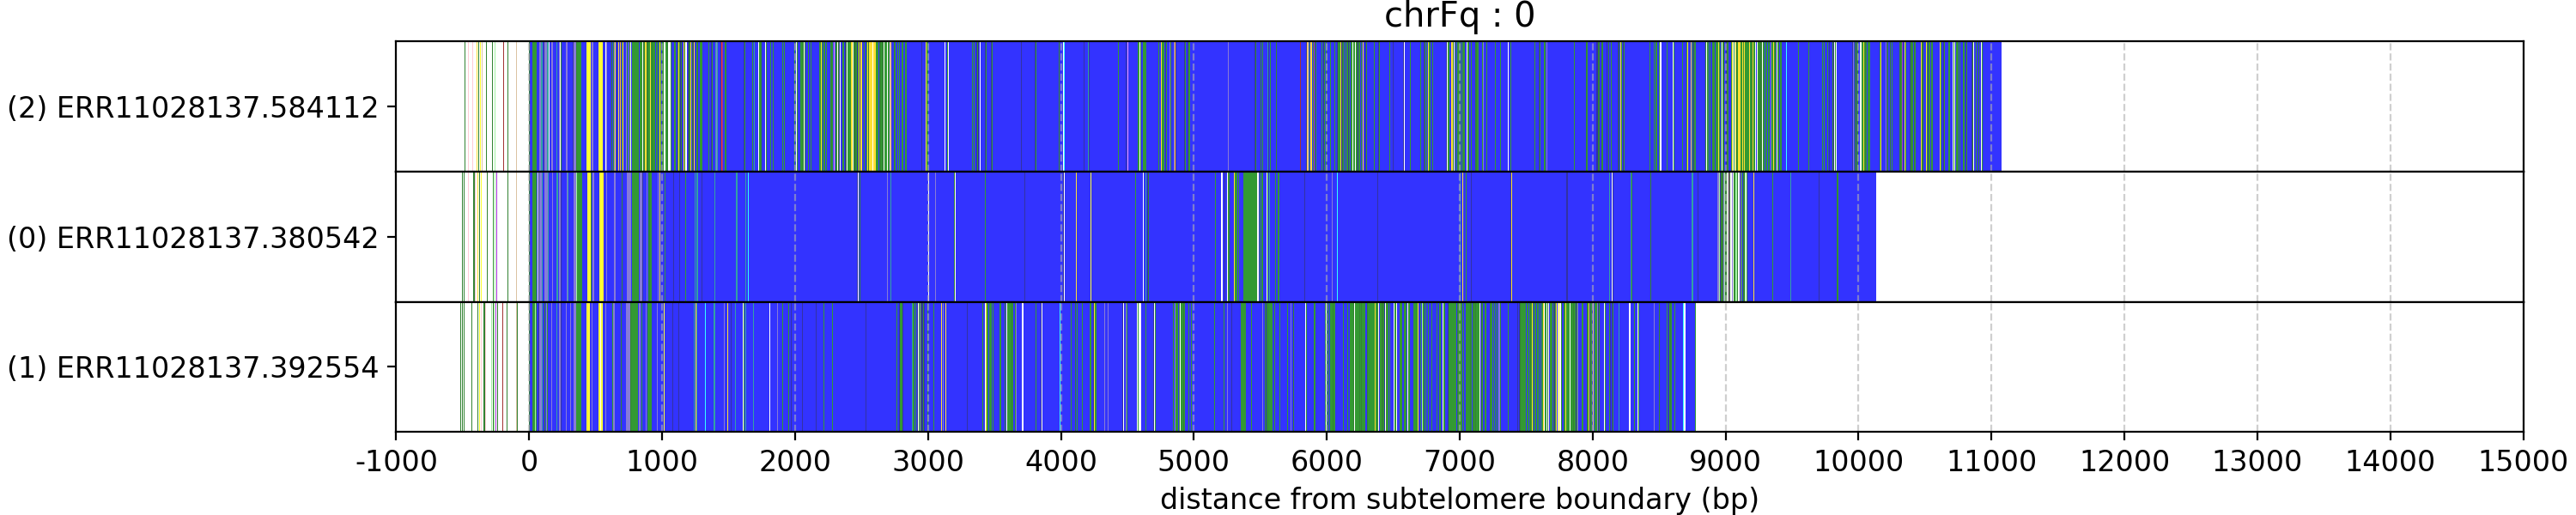 chrFq : 0
(2) ERR11028137.584112
(0) ERR11028137.380542
(1) ERR11028137.392554
-1000 0 1000 2000 3000 4000 5000 6000 7000 8000 9000 10000 11000 12000 13000 14000 15000
distance from subtelomere boundary (bp)